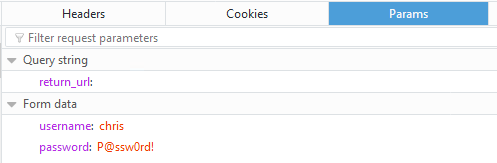 Headers Cookies Params
Filter request parameters
Query string
return_url:
Form data
username: chris
password: P@ssw0rd!